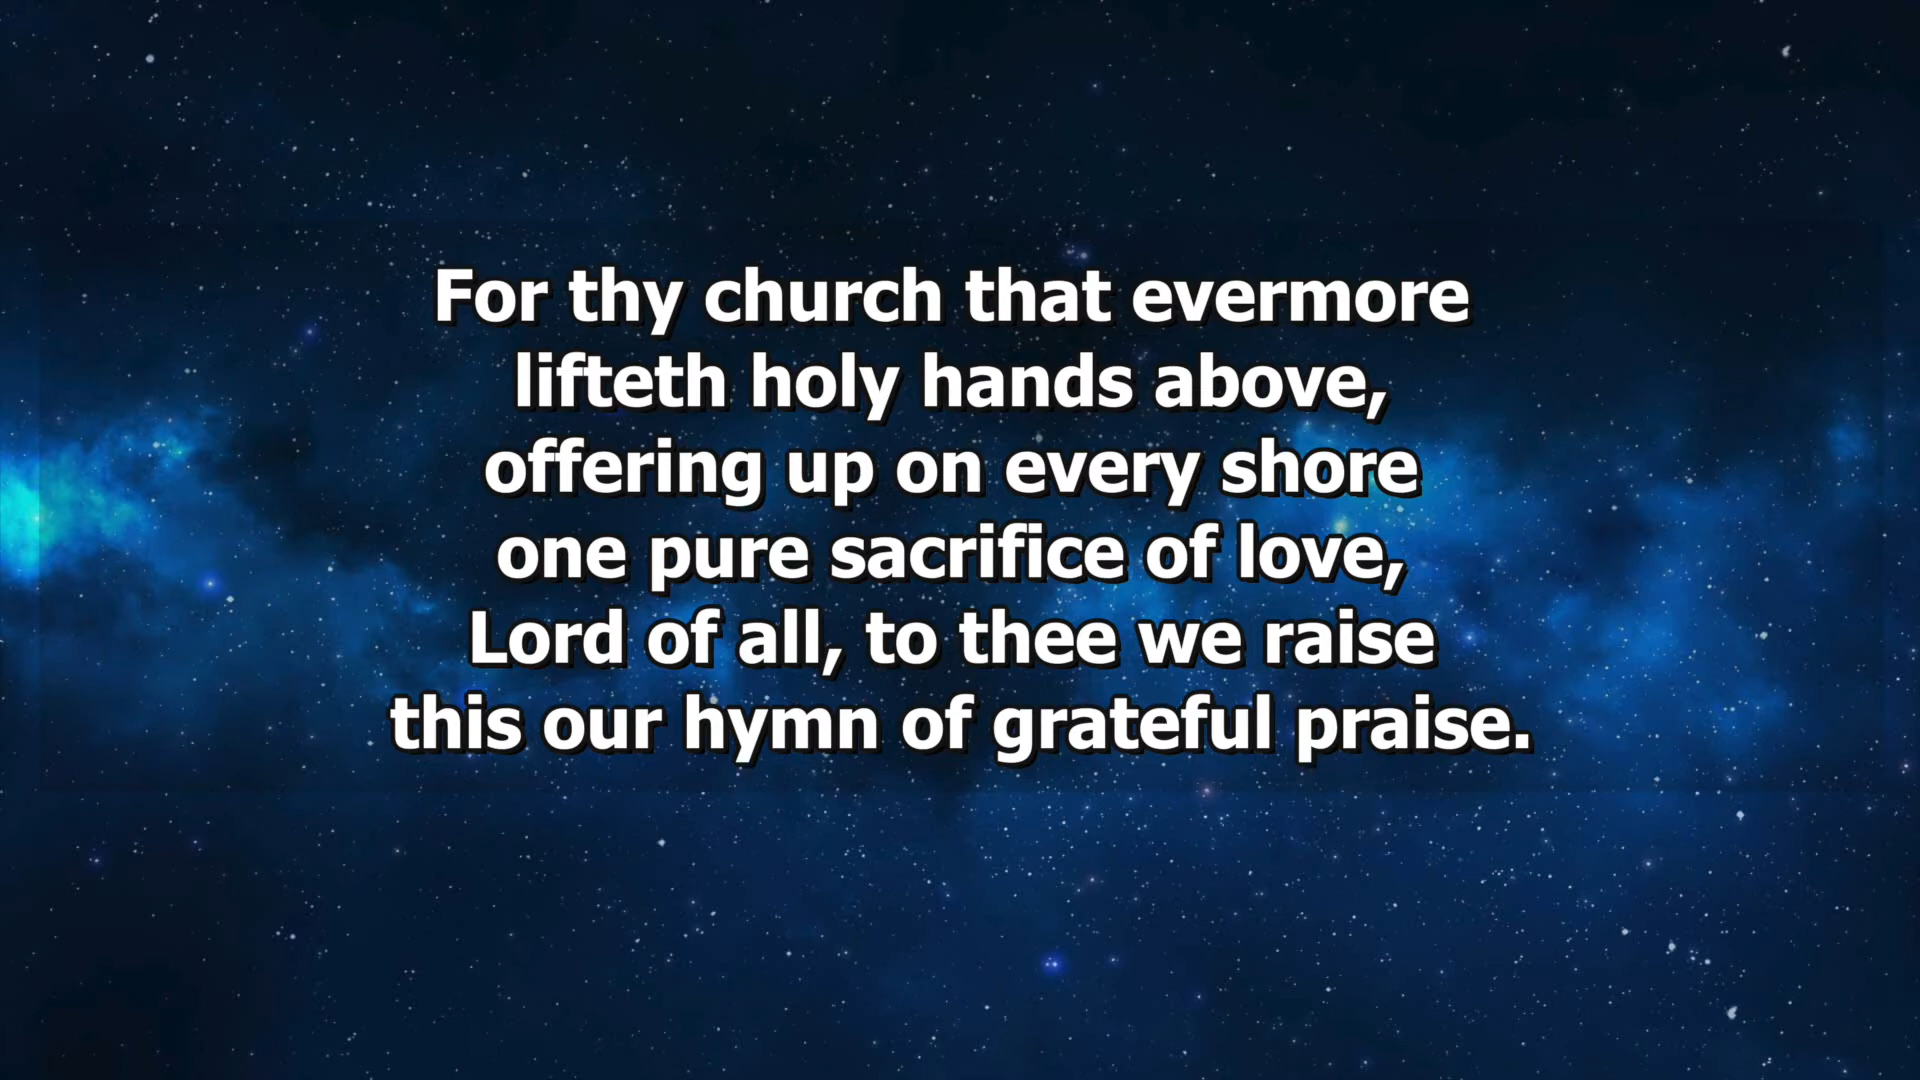 For thy church that evermore
lifteth holy hands above,
offering up on every shore
one pure sacrifice of love,
Lord of all, to thee we raise
this our hymn of grateful praise.